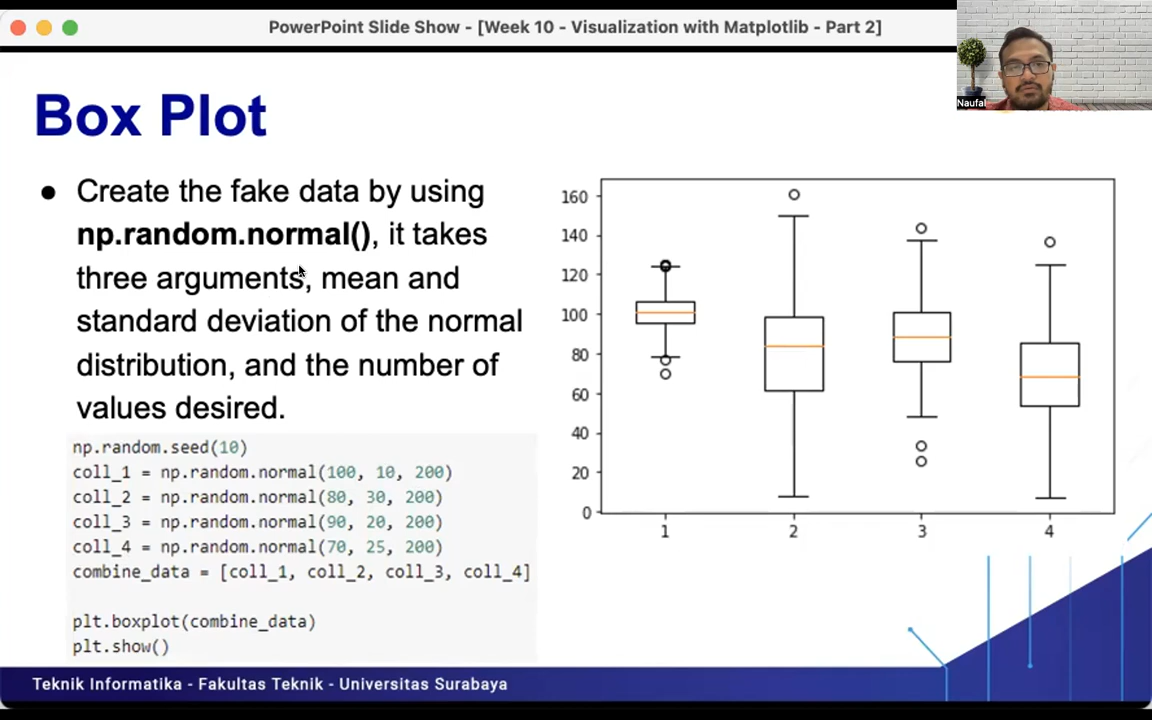 PowerPoint Slide Show - [Week 10 - Visualization with Matplotlib - Part 2]
Naufal
Box Plot
● Create the fake data by using
np.random.normal(), it takes
three arguments, mean and
standard deviation of the normal
distribution, and the number of
values desired.
np.random.seed(10)
coll_1 = np.random.normal(100, 10, 200)
coll_2 = np.random.normal(80, 30, 200)
coll_3 = np.random.normal(90, 20, 200)
coll_4 = np.random.normal(70, 25, 200)
combine_data = [coll_1, coll_2, coll_3, coll_4]
plt.boxplot(combine_data)
plt.show()
160
140
120
100
80
60
40
20
0
1 2 3 4
Teknik Informatika - Fakultas Teknik - Universitas Surabaya